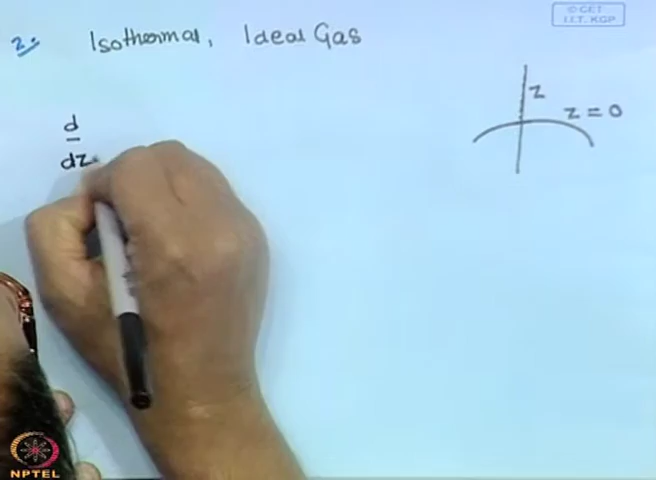 © CET
I.I.T. KGP
2. Isothermal, Ideal Gas
z
z = 0
d
dz
NPTEL